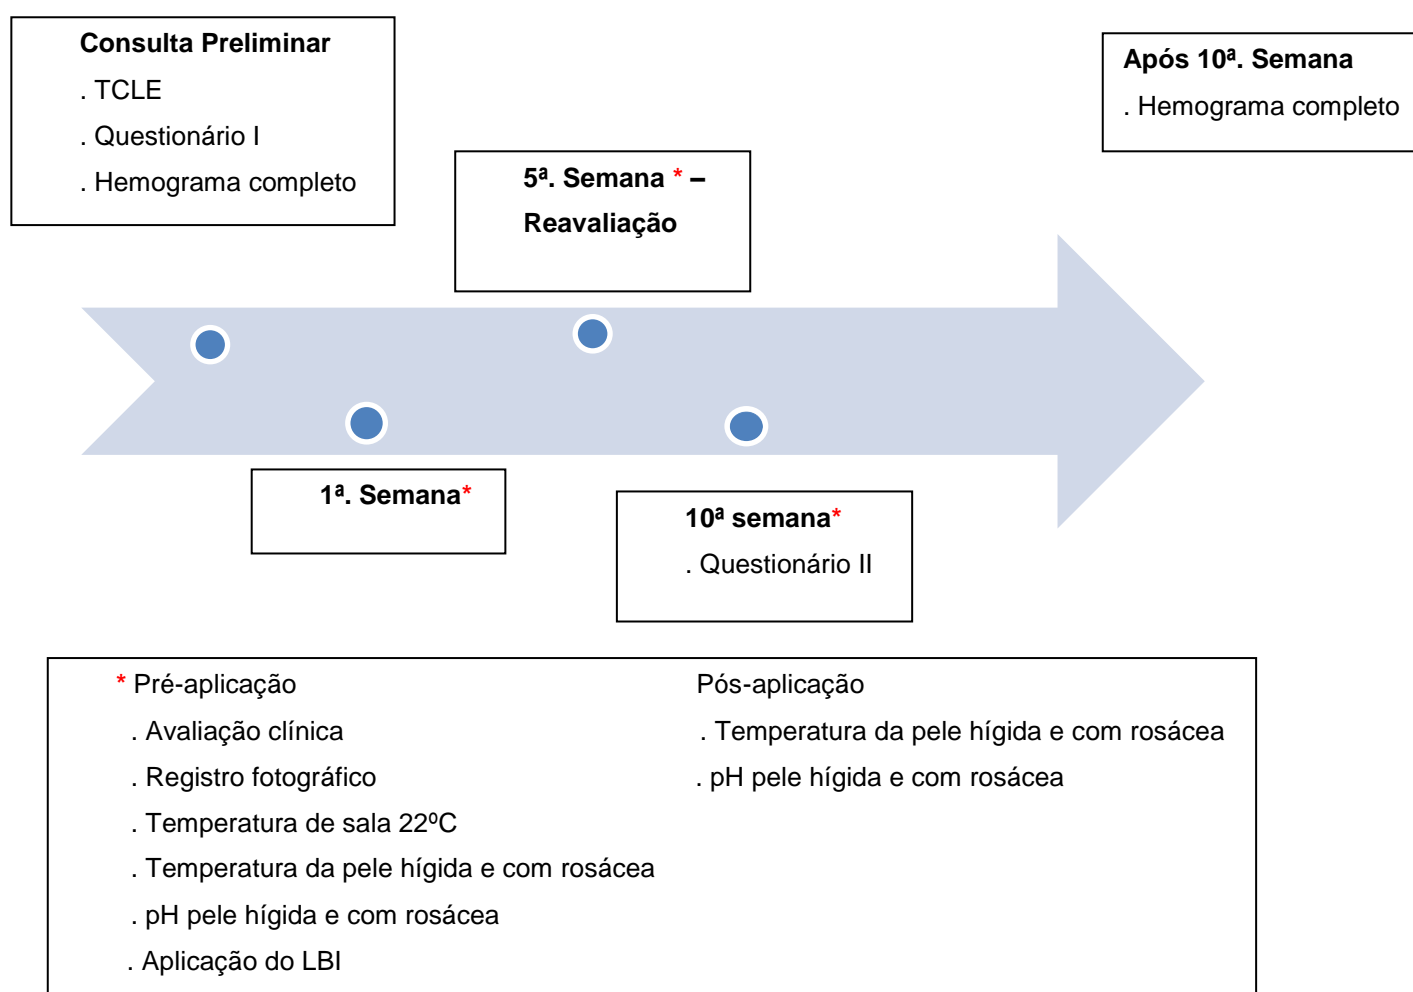 Consulta Preliminar
. TCLE
. Questionário I
. Hemograma completo
Após 10ª. Semana
. Hemograma completo
5ª. Semana * –
Reavaliação
1ª. Semana*
10ª semana*
. Questionário II
* Pré-aplicação
. Avaliação clínica
. Registro fotográfico
. Temperatura de sala 22ºC
. Temperatura da pele hígida e com rosácea
. pH pele hígida e com rosácea
. Aplicação do LBI
Pós-aplicação
. Temperatura da pele hígida e com rosácea
. pH pele hígida e com rosácea